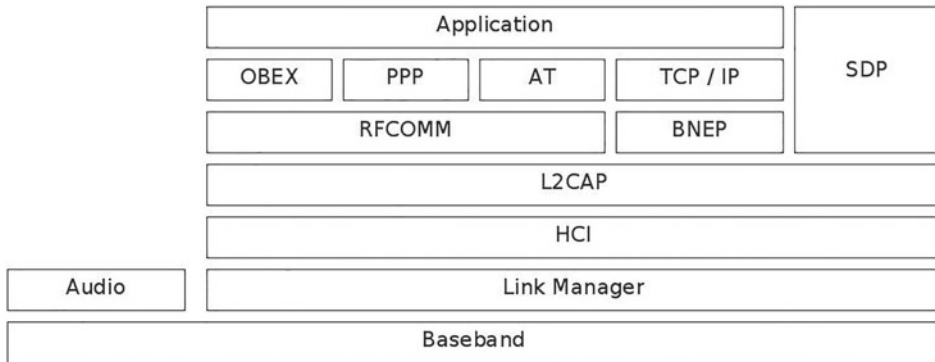 Application
SDP
OBEX PPP AT TCP / IP
RFCOMM BNEP
L2CAP
HCI
Audio Link Manager
Baseband